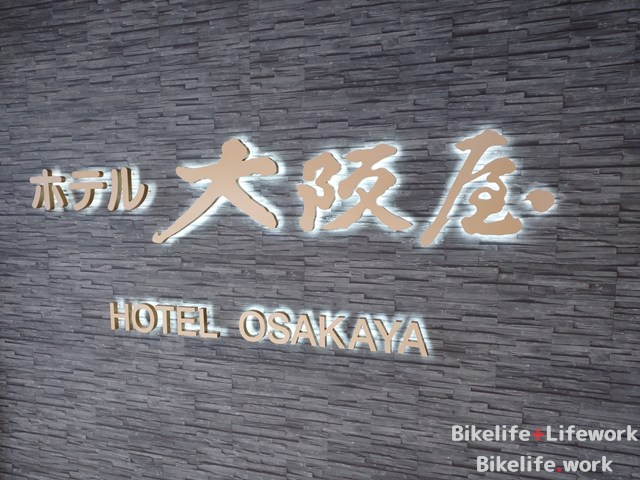 ホテル 大阪屋
HOTEL OSAKAYA
Bikelife+Lifework
Bikelife.work